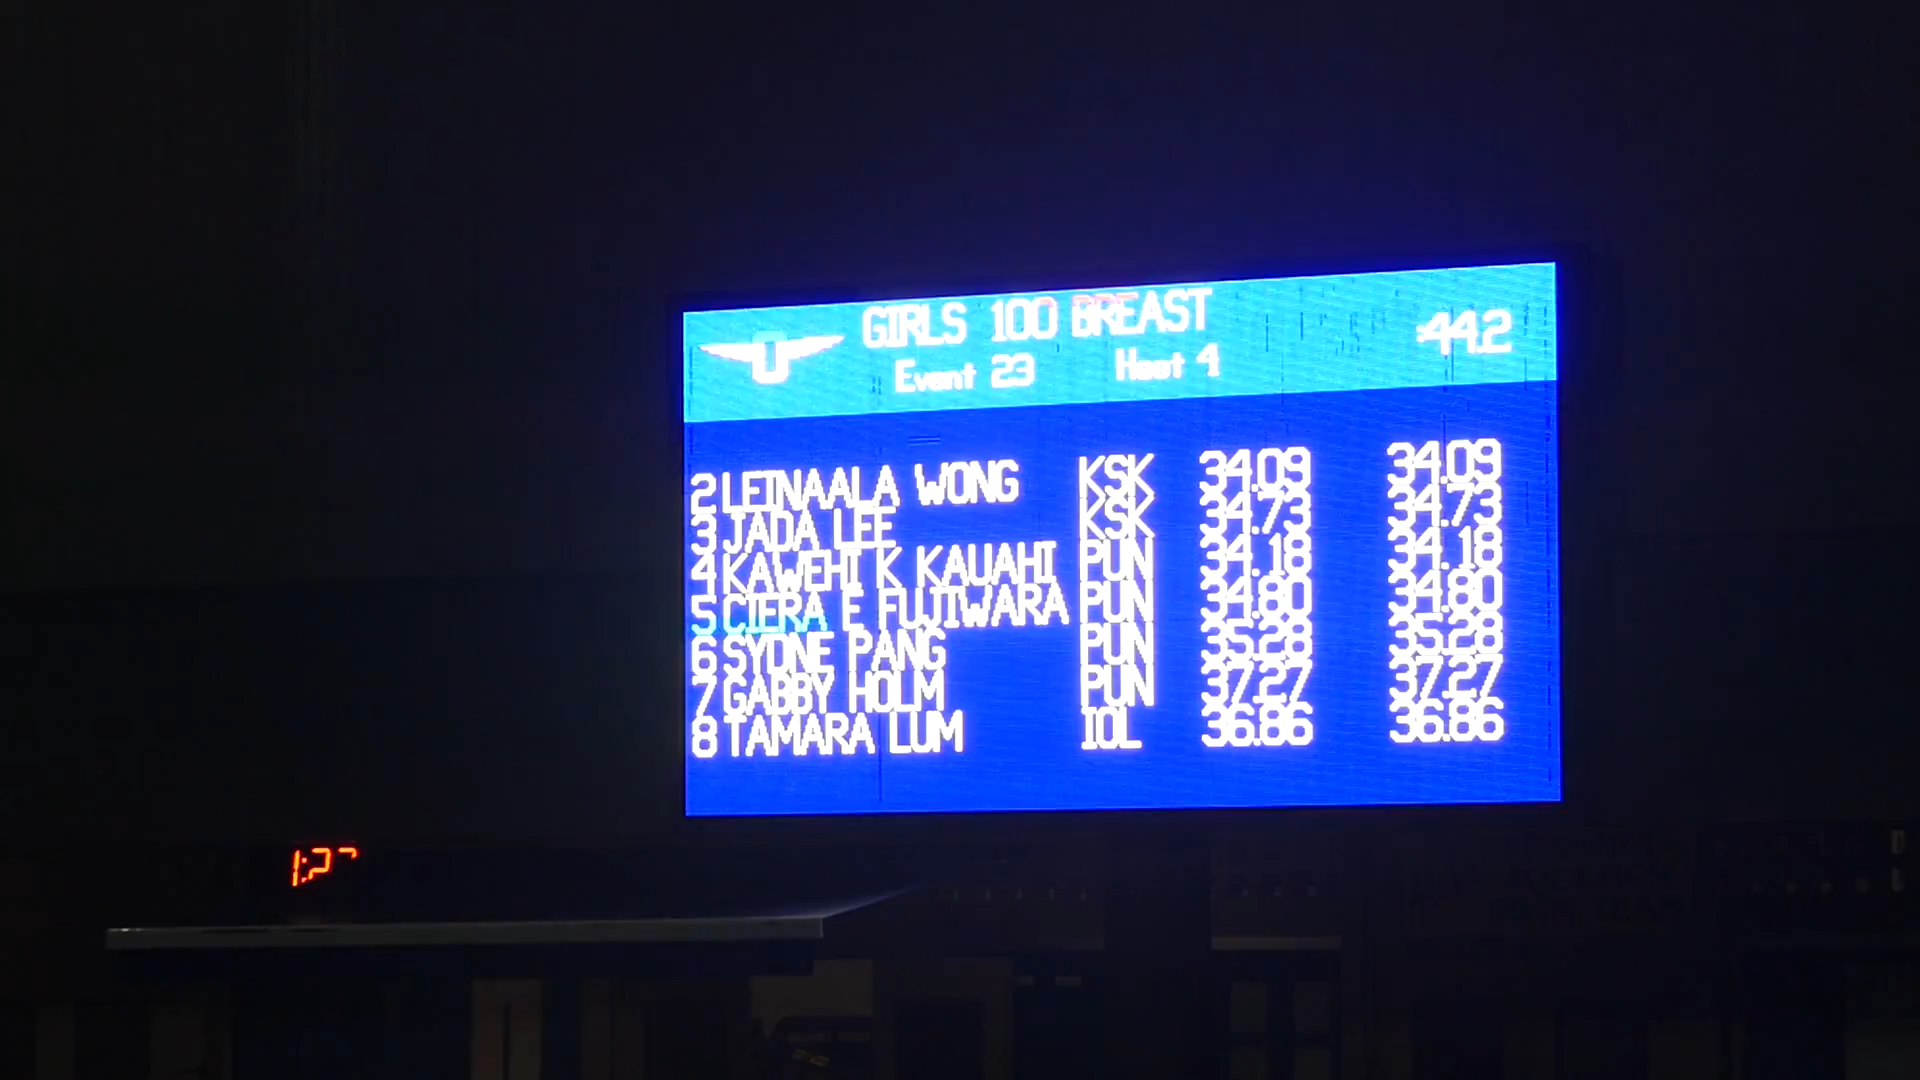 GIRLS 100 BREAST
:44.2
Event 23 Heat 4
2 LEINAALA WONG KSK 34.09 34.09
3 JADA LEE KSK 34.73 34.73
4 KAWEHI K KAUAHI PUN 34.18 34.18
5 CIERA E FUJIWARA PUN 34.80 34.80
6 SYDNE PANG PUN 35.28 35.28
7 GABBY HOLM PUN 37.27 37.27
8 TAMARA LUM IOL 36.86 36.86